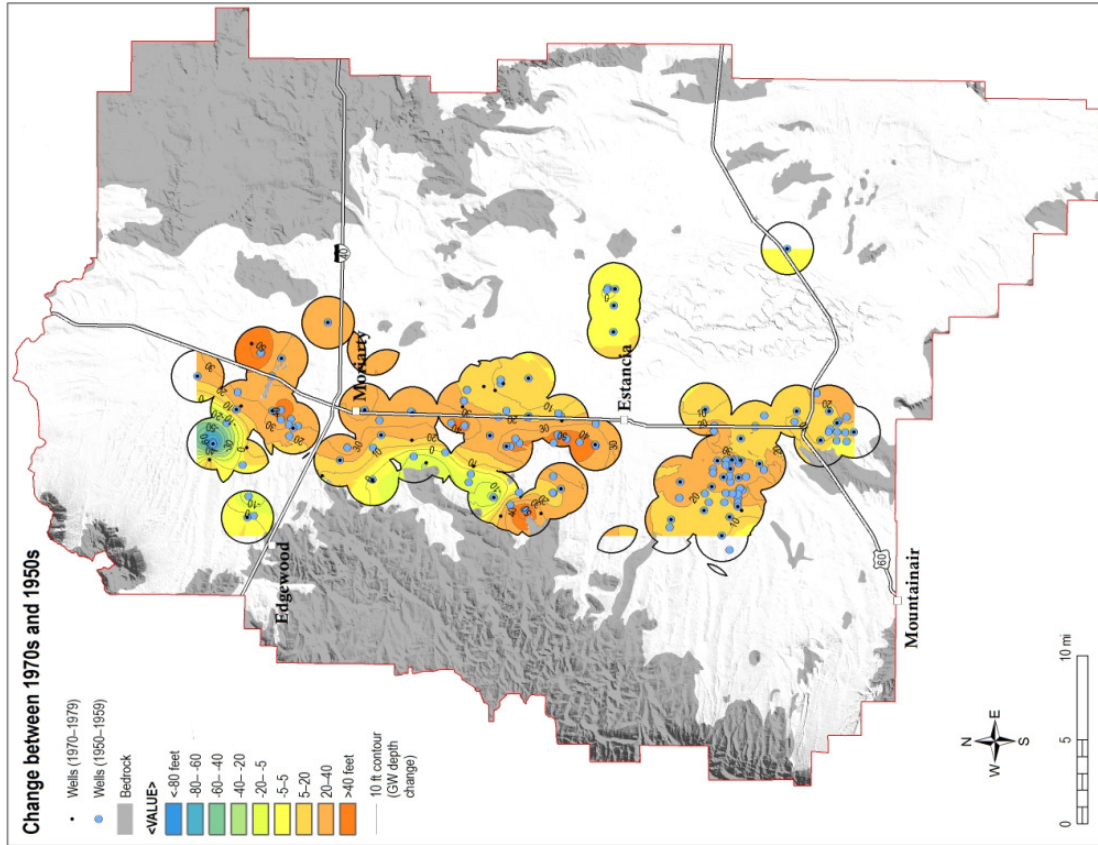 Change between 1970s and 1950s
Wells (1970–1979)
Wells (1950–1959)
Bedrock
<VALUE>
<-80 feet
-80–-60
-60–-40
-40–-20
-20–-5
-5–5
5–20
20–40
>40 feet
10 ft contour
(GW depth
change)
Edgewood
Moriarty
Estancia
Mountainair
40
60
N
W E
S
0 5 10 mi